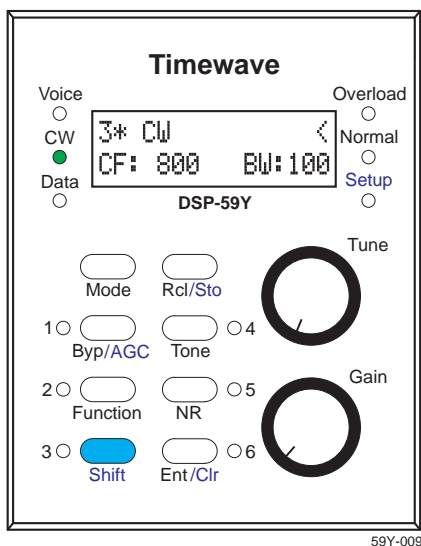 Timewave
Voice
Overload
CW
3* CW <
Normal
CF: 800 BW:100
Data
Setup
DSP-59Y
Tune
Mode
Rcl/Sto
1
4
Byp/AGC
Tone
Gain
2
5
Function
NR
3
6
Shift
Ent/Clr
59Y-009